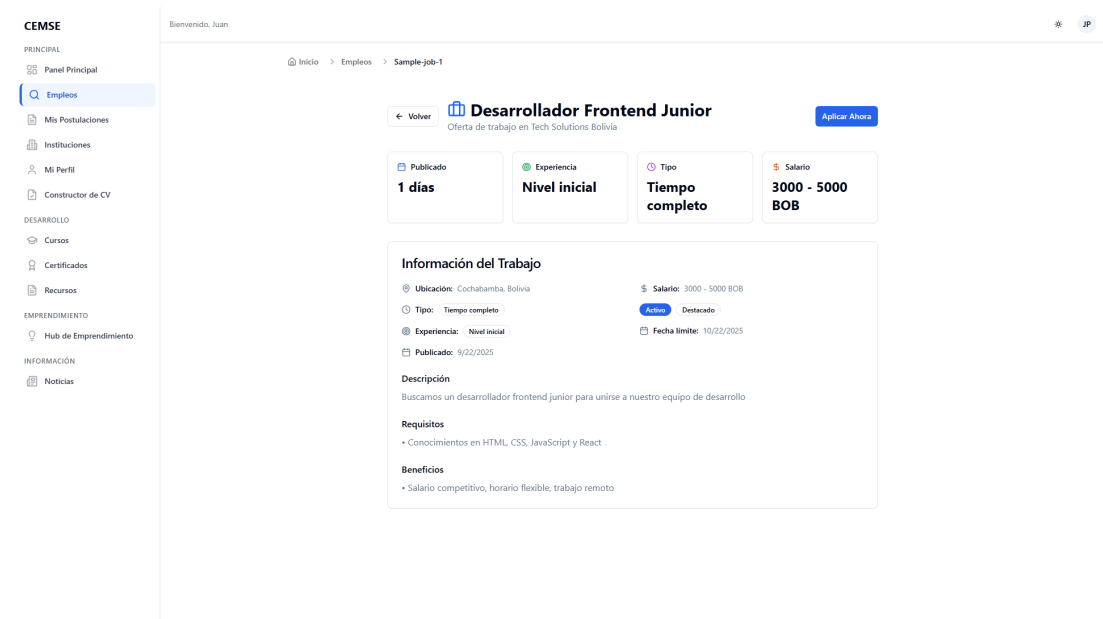 CEMSE
Bienvenido, Juan
JP
PRINCIPAL
Panel Principal
Empleos
Mis Postulaciones
Instituciones
Mi Perfil
Constructor de CV
DESARROLLO
Cursos
Certificados
Recursos
EMPRENDIMIENTO
Hub de Emprendimiento
INFORMACIÓN
Noticias
Inicio > Empleos > Sample-job-1
Volver
Desarrollador Frontend Junior
Oferta de trabajo en Tech Solutions Bolivia
Aplicar Ahora
Publicado
1 días
Experiencia
Nivel inicial
Tipo
Tiempo
completo
$ Salario
3000 - 5000
BOB
Información del Trabajo
Ubicación: Cochabamba, Bolivia
$ Salario: 3000 - 5000 BOB
Tipo: Tiempo completo
Activo Destacado
Experiencia: Nivel inicial
Fecha límite: 10/22/2025
Publicado: 9/22/2025
Descripción
Buscamos un desarrollador frontend junior para unirse a nuestro equipo de desarrollo
Requisitos
• Conocimientos en HTML, CSS, JavaScript y React
Beneficios
• Salario competitivo, horario flexible, trabajo remoto